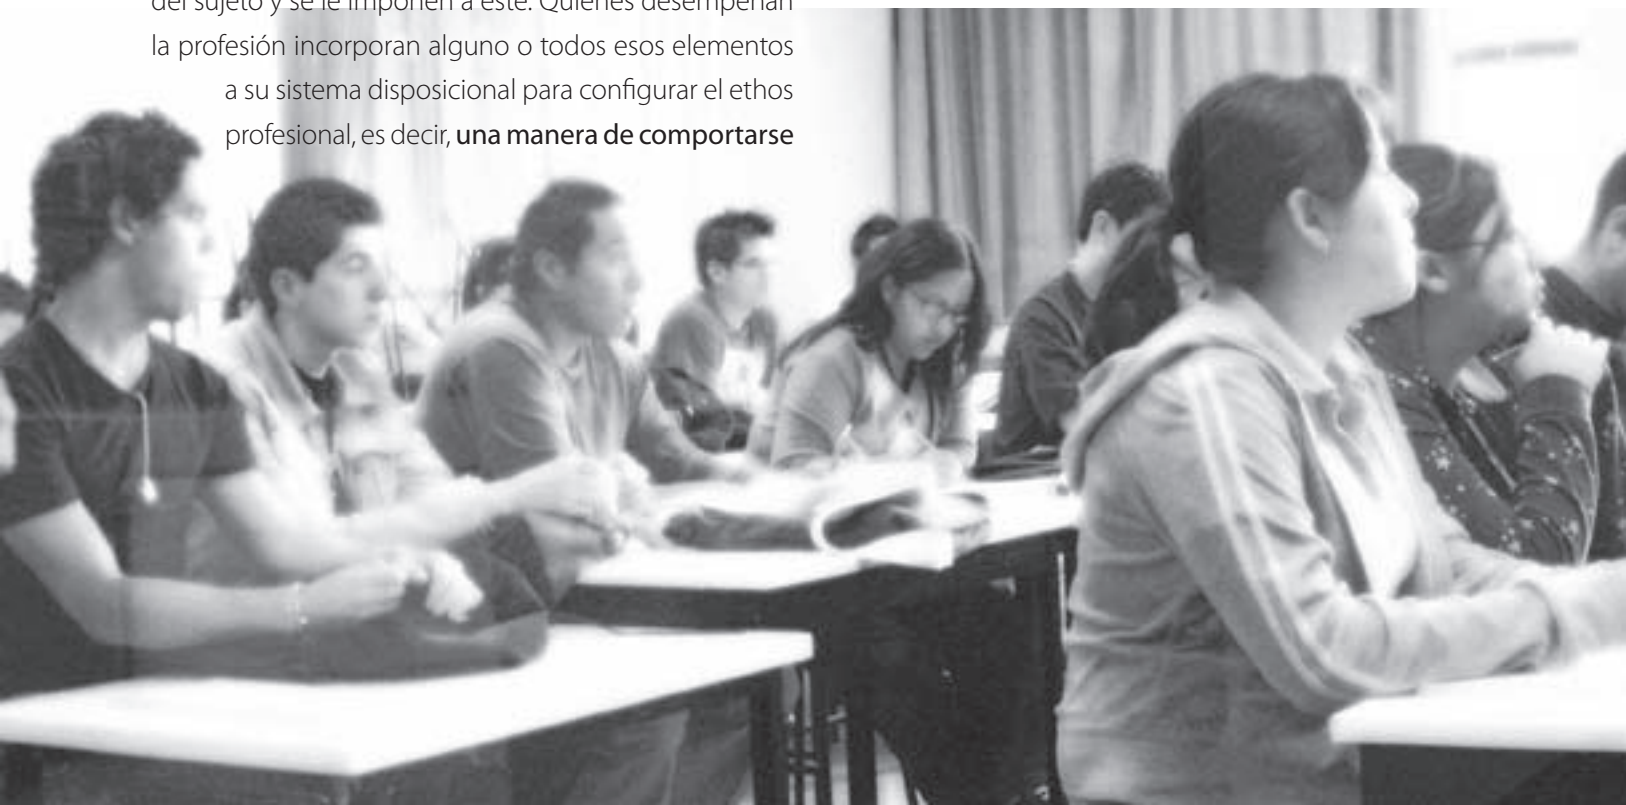 del sujeto y se le imponen a éste. Quienes desempeñan
la profesión incorporan alguno o todos esos elementos
a su sistema disposicional para configurar el ethos
profesional, es decir, una manera de comportarse